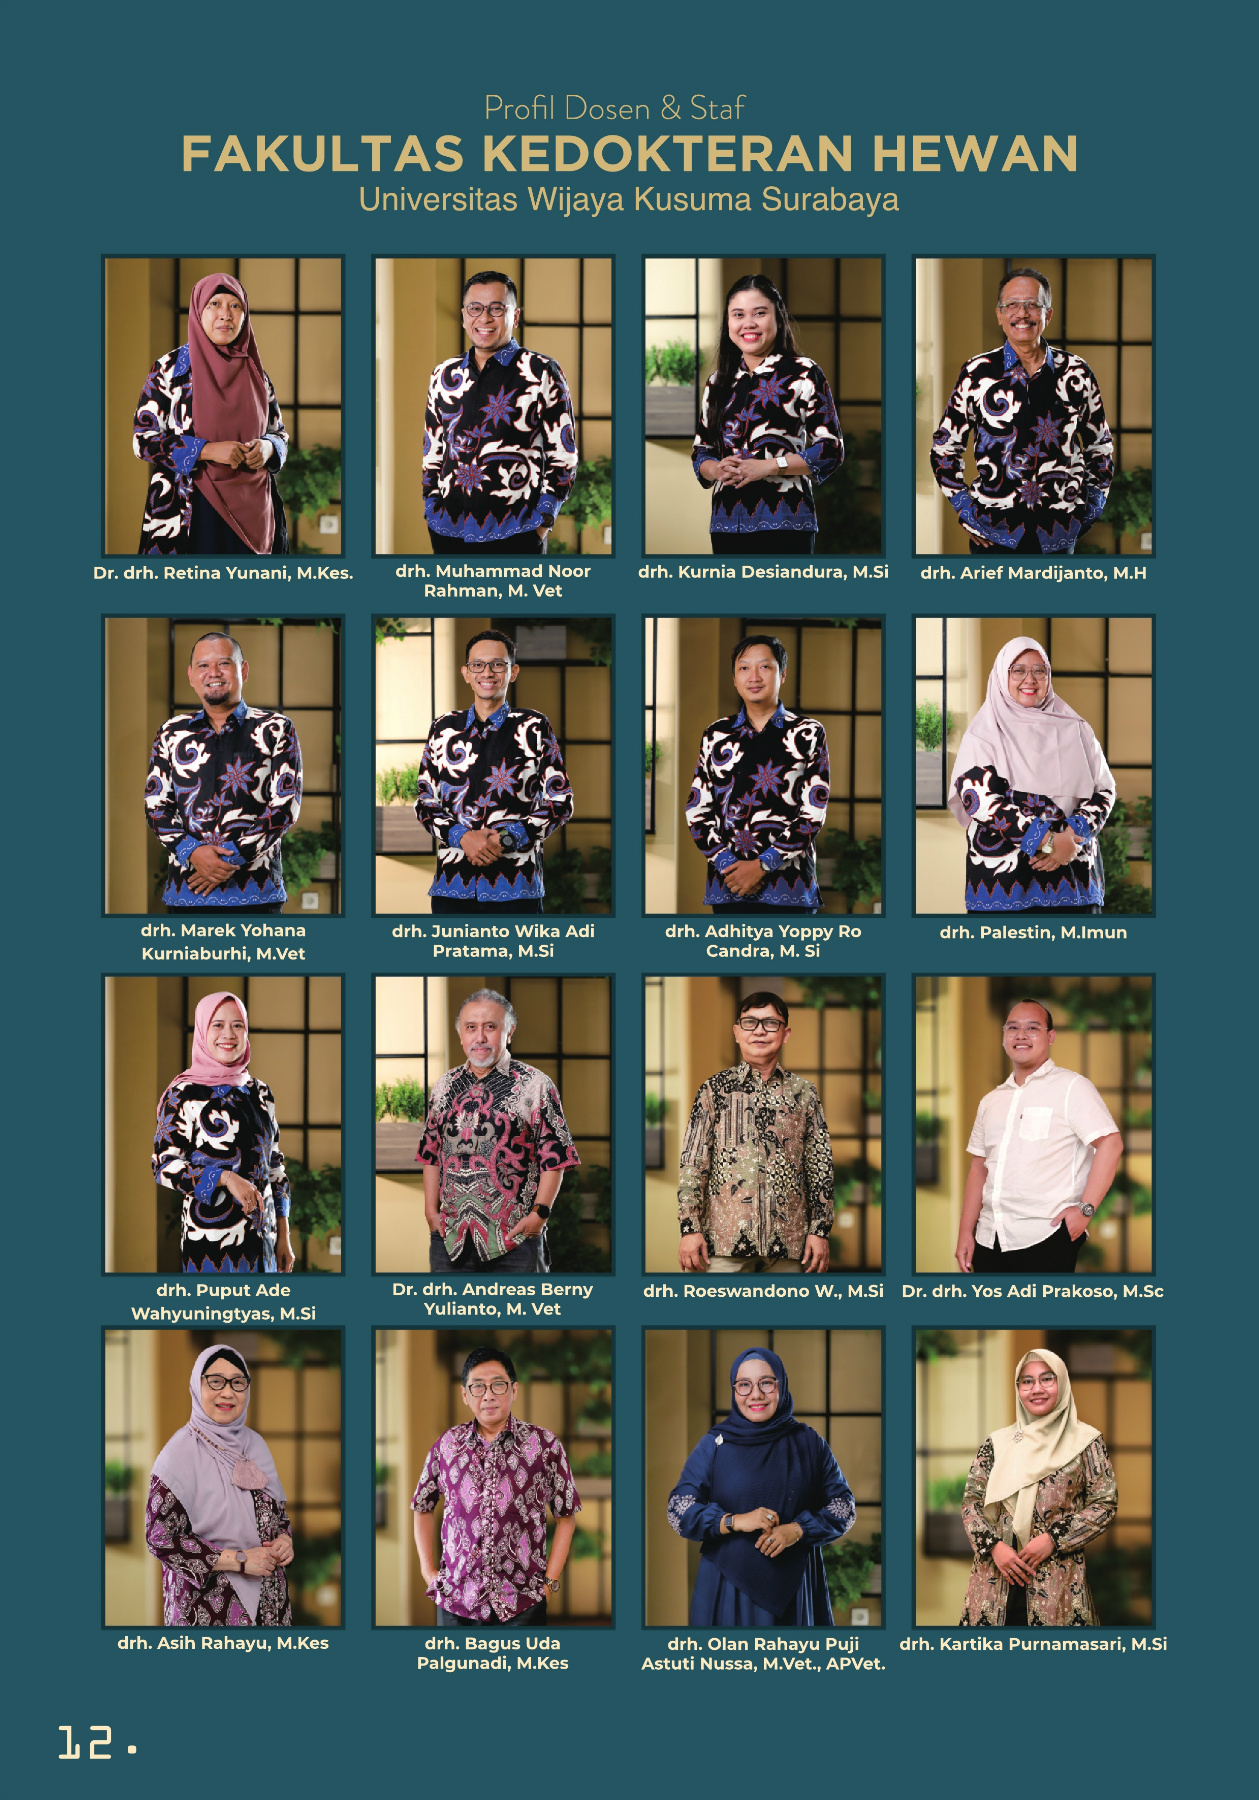 Profil Dosen & Staf
FAKULTAS KEDOKTERAN HEWAN
Universitas Wijaya Kusuma Surabaya
Dr. drh. Retina Yunani, M.Kes.
drh. Muhammad Noor
Rahman, M. Vet
drh. Kurnia Desiandura, M.Si
drh. Arief Mardijanto, M.H
drh. Marek Yohana
Kurniaburhi, M.Vet
drh. Junianto Wika Adi
Pratama, M.Si
drh. Adhitya Yoppy Ro
Candra, M. Si
drh. Palestin, M.Imun
drh. Puput Ade
Wahyuningtyas, M.Si
Dr. drh. Andreas Berny
Yulianto, M. Vet
drh. Roeswandono W., M.Si
Dr. drh. Yos Adi Prakoso, M.Sc
drh. Asih Rahayu, M.Kes
drh. Bagus Uda
Palgunadi, M.Kes
drh. Olan Rahayu Puji
Astuti Nussa, M.Vet., APVet.
drh. Kartika Purnamasari, M.Si
12.